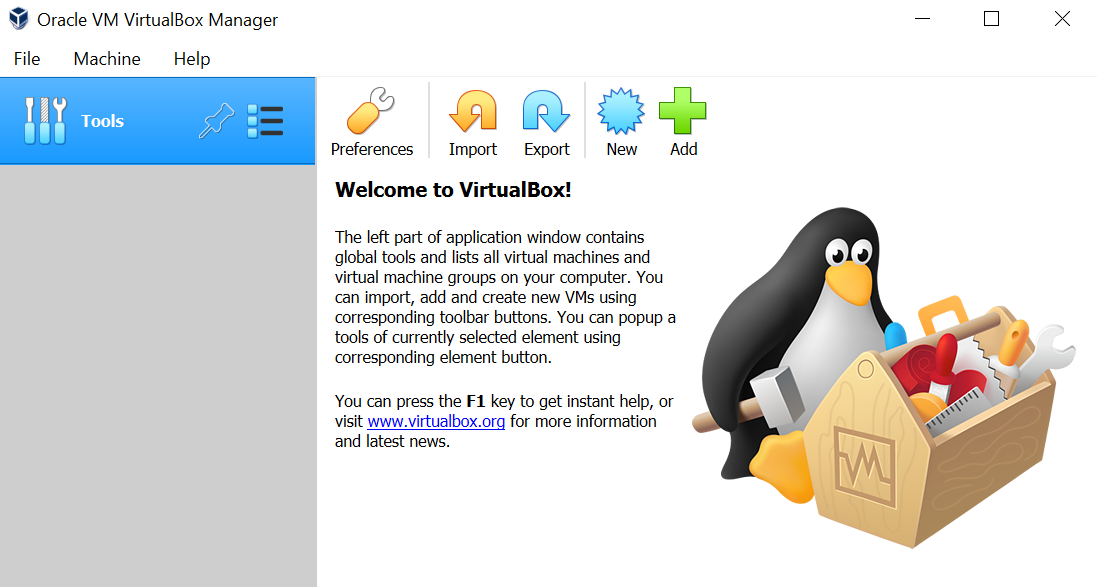 Oracle VM VirtualBox Manager
File Machine Help
Tools
Preferences Import Export New Add
Welcome to VirtualBox!
The left part of application window contains
global tools and lists all virtual machines and
virtual machine groups on your computer. You
can import, add and create new VMs using
corresponding toolbar buttons. You can popup a
tools of currently selected element using
corresponding element button.
You can press the F1 key to get instant help, or
visit www.virtualbox.org for more information
and latest news.